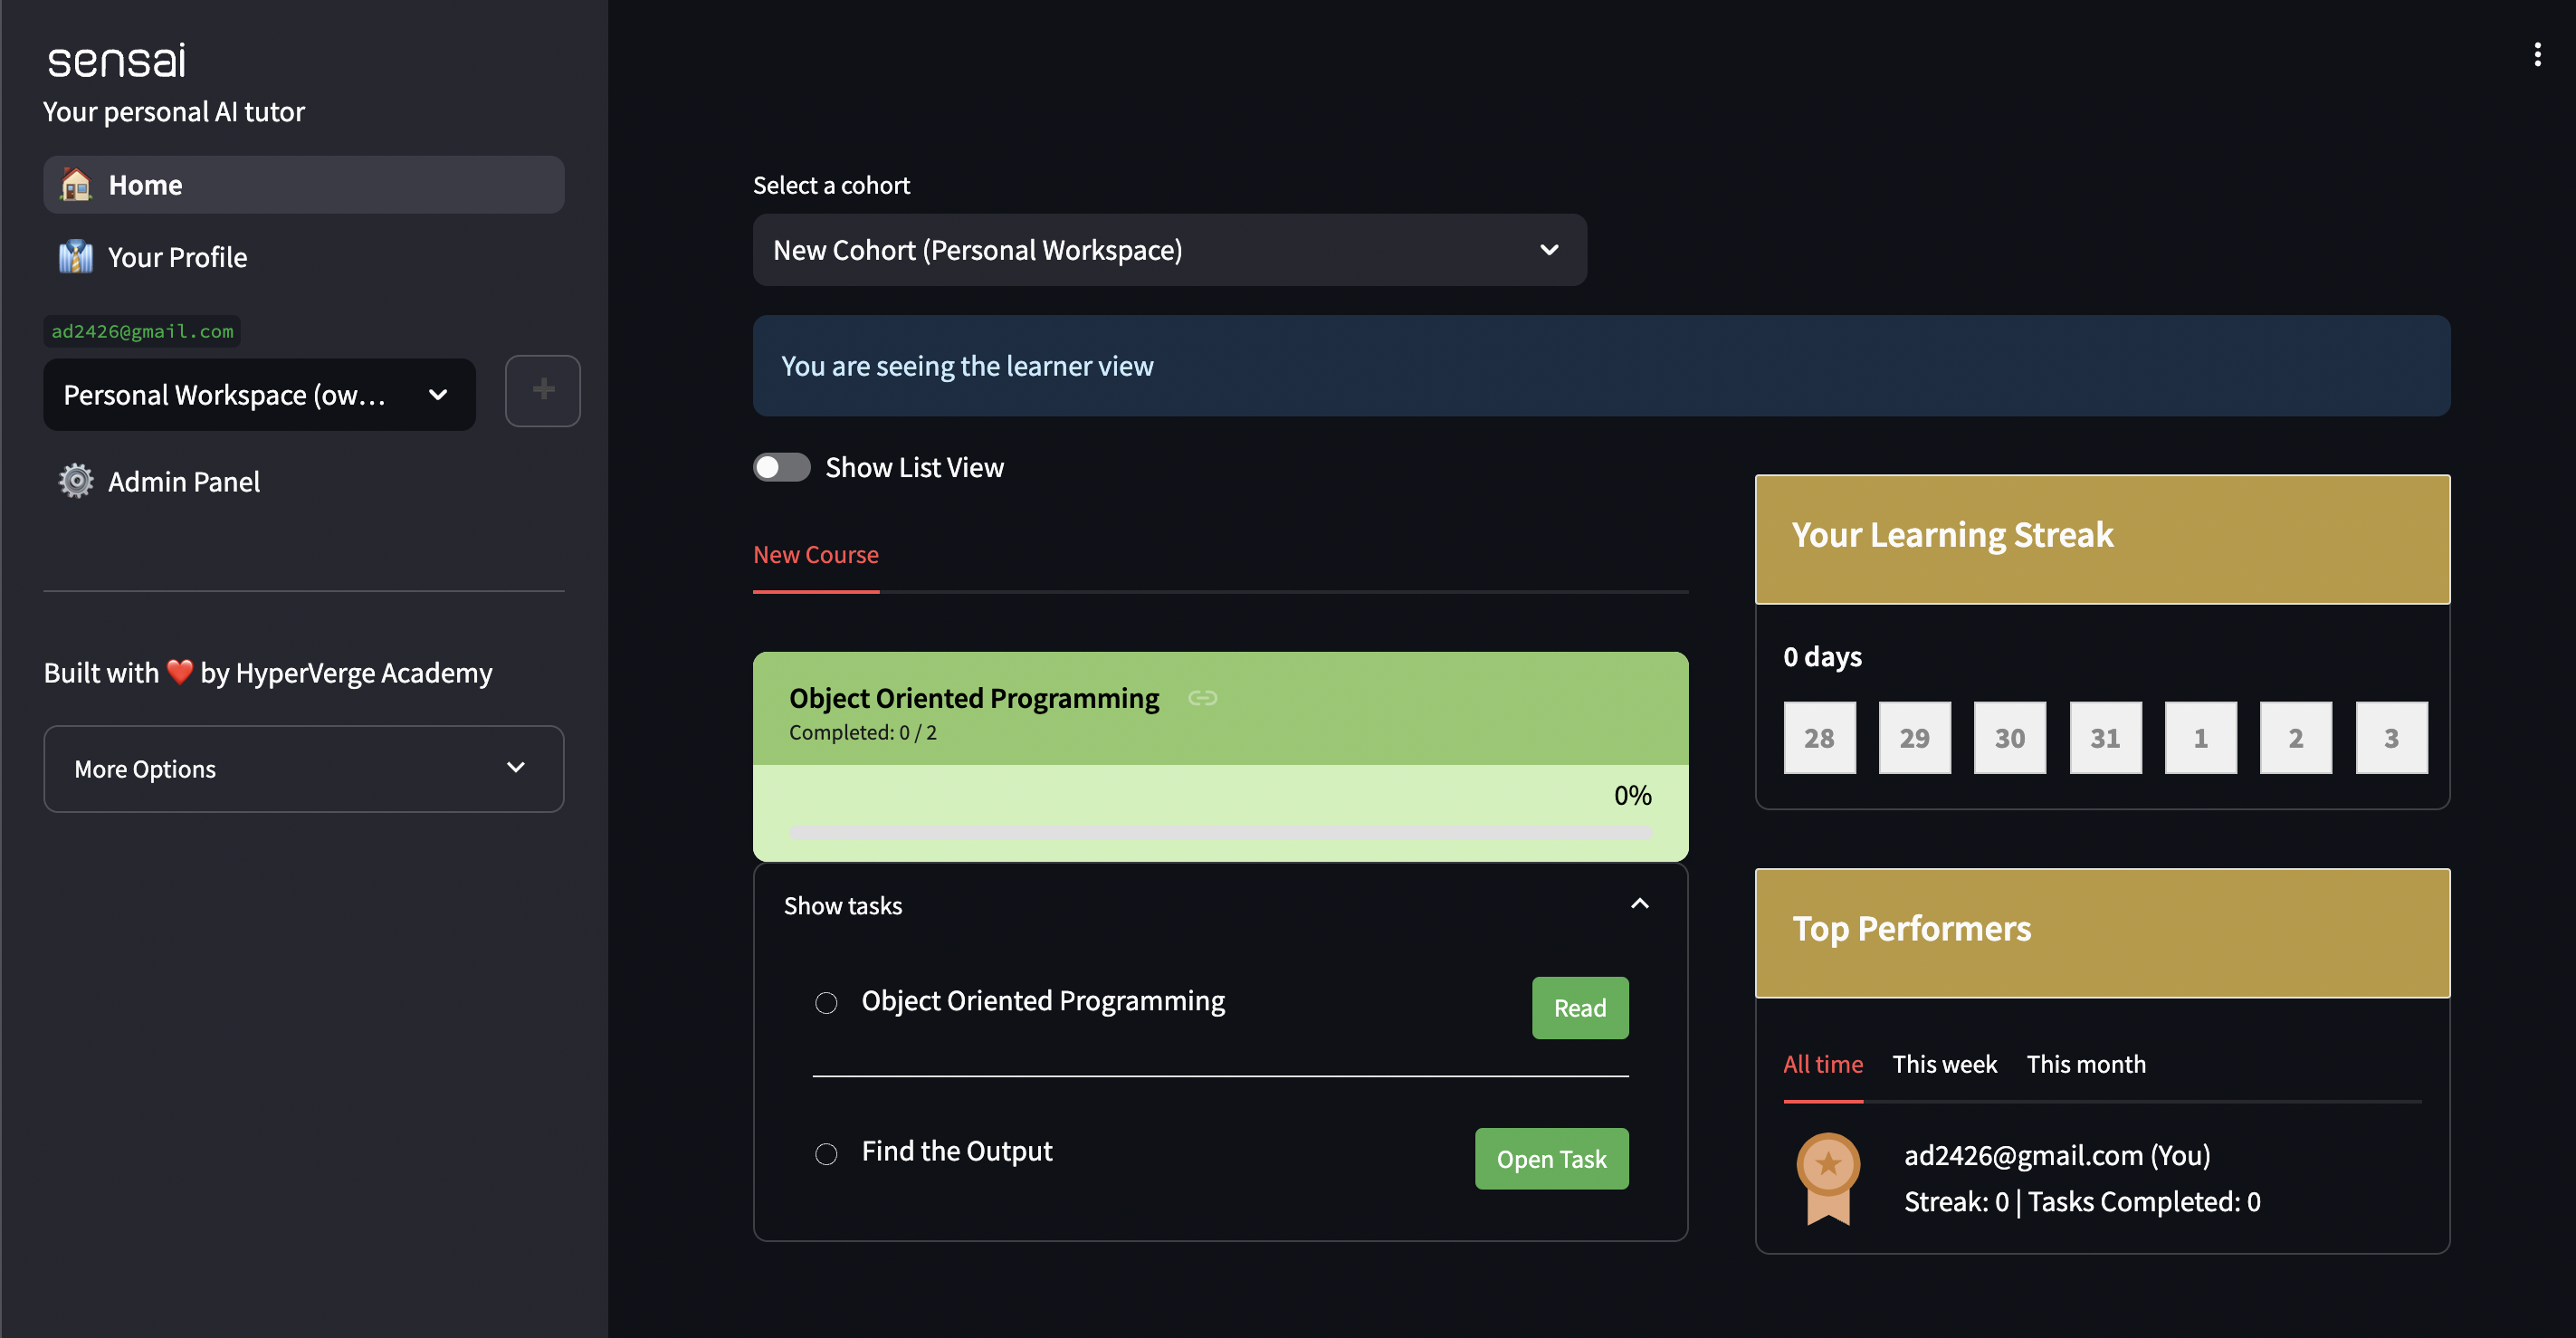 sensai
Your personal AI tutor
Home
Your Profile
ad2426@gmail.com
Personal Workspace (ow...
Admin Panel
Built with ❤️ by HyperVerge Academy
More Options
Select a cohort
New Cohort (Personal Workspace)
You are seeing the learner view
Show List View
New Course
Object Oriented Programming
Completed: 0 / 2
0%
Show tasks
Object Oriented Programming
Read
Find the Output
Open Task
Your Learning Streak
0 days
28 29 30 31 1 2 3
Top Performers
All time This week This month
ad2426@gmail.com (You)
Streak: 0 | Tasks Completed: 0